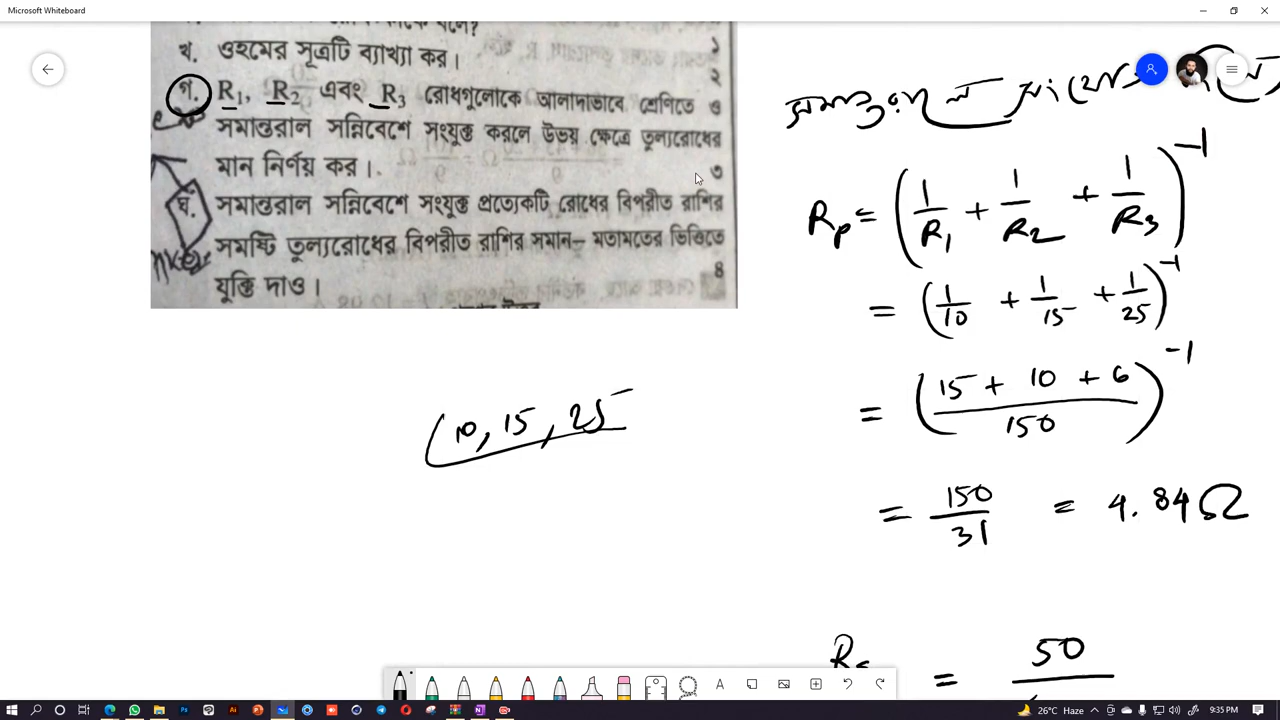 Microsoft Whiteboard
খ. ওহমের সূত্রটি ব্যাখ্যা কর।
১
২
গ. R1, R2 এবং R3 রোধগুলোকে আলাদাভাবে শ্রেণিতে ও
সমান্তরাল সন্নিবেশে সংযুক্ত করলে উভয় ক্ষেত্রে তুল্যরোধের
মান নির্ণয় কর।
৩
ঘ. সমান্তরাল সন্নিবেশে সংযুক্ত প্রত্যেকটি রোধের বিপরীত রাশির
সমষ্টি তুল্যরোধের বিপরীত রাশির সমান– মতামতের ভিত্তিতে
যুক্তি দাও।
৪
10, 15, 25
Rp = (1/R1 + 1/R2 + 1/R3)^-1
= (1/10 + 1/15 + 1/25)^-1
= (15 + 10 + 6 / 150)^-1
= 150/31 = 4.84 Ω
= 50
26°C Haze
9:35 PM